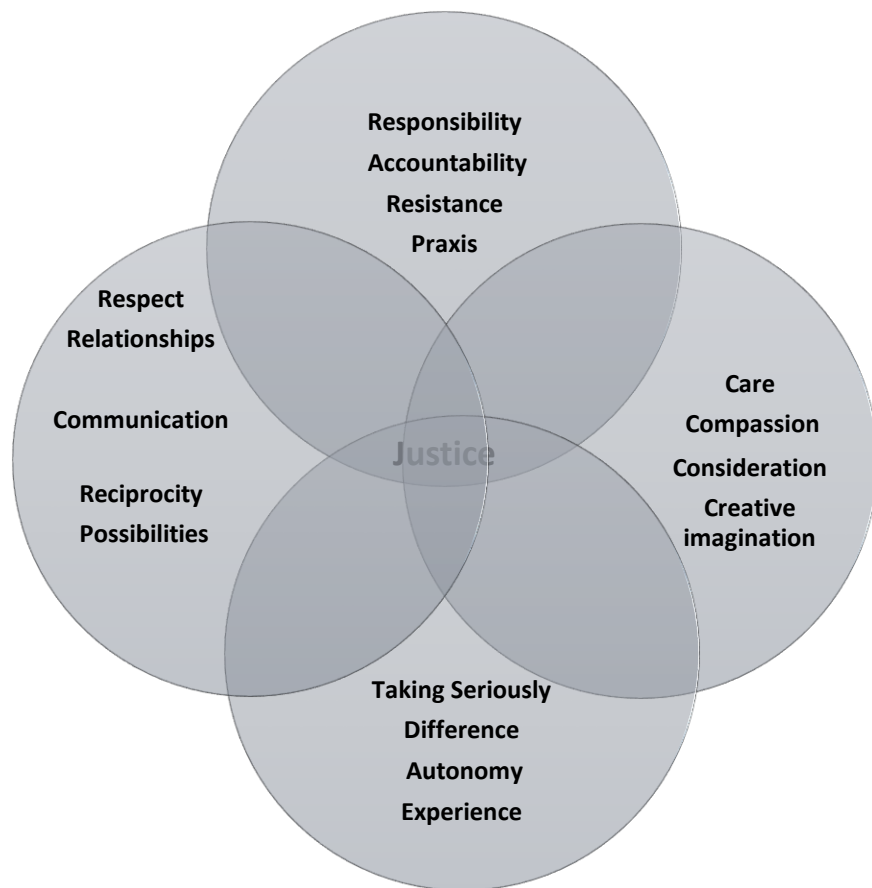 Responsibility
Accountability
Resistance
Praxis
Respect
Relationships
Communication
Reciprocity
Possibilities
Justice
Care
Compassion
Consideration
Creative
imagination
Taking Seriously
Difference
Autonomy
Experience